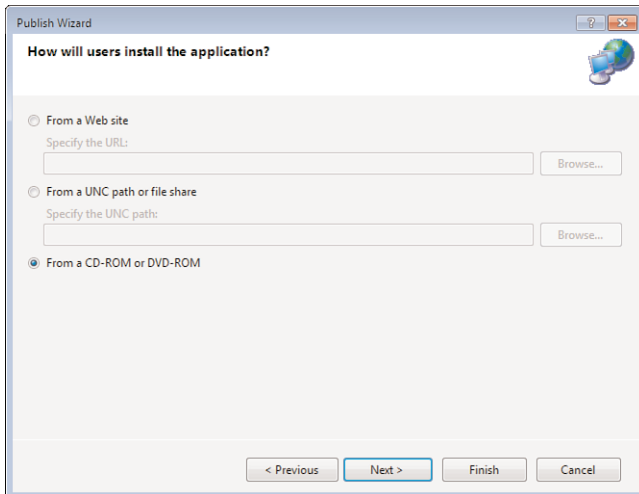 Publish Wizard
How will users install the application?
From a Web site
Specify the URL:
Browse...
From a UNC path or file share
Specify the UNC path:
Browse...
From a CD-ROM or DVD-ROM
< Previous
Next >
Finish
Cancel